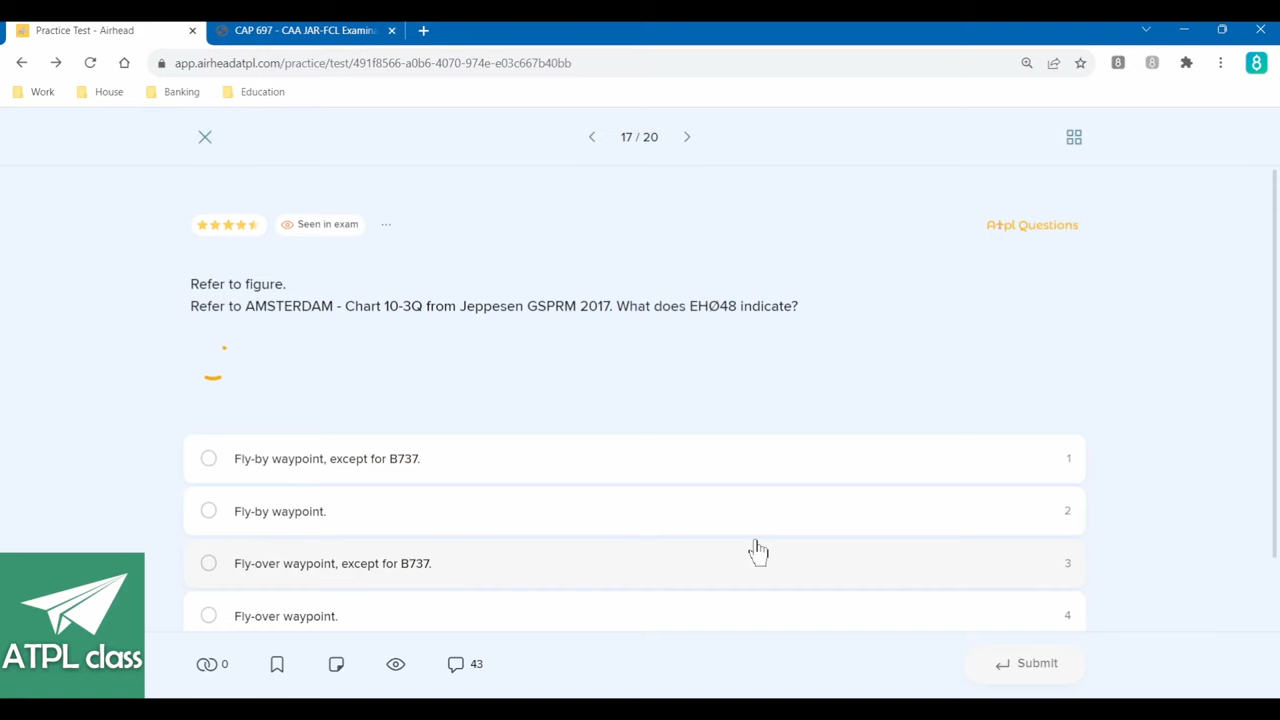 Practice Test - Airhead
CAP 697 - CAA JAR-FCL Examina
app.airheadatpl.com/practice/test/491f8566-a0b6-4070-974e-e03c667b40bb
Work
House
Banking
Education
17 / 20
Seen in exam
Atpl Questions
Refer to figure.
Refer to AMSTERDAM - Chart 10-3Q from Jeppesen GSPRM 2017. What does EHØ48 indicate?
Fly-by waypoint, except for B737.
1
Fly-by waypoint.
2
Fly-over waypoint, except for B737.
3
Fly-over waypoint.
4
ATPL class
0
43
Submit